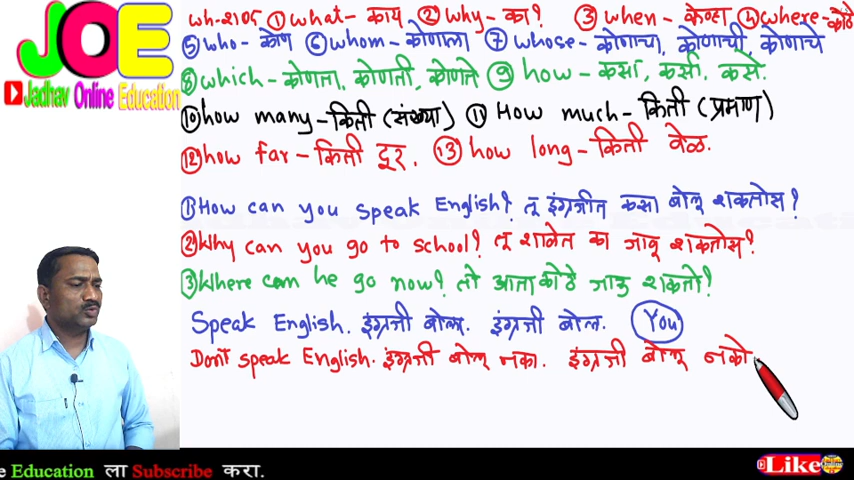 JOE
Jadhav Online Education
wh-शब्द ① what - काय ② why - का? ③ when - केव्हा ④ where - कोठे
⑤ who - कोण ⑥ whom - कोणाला ⑦ whose - कोणाचा, कोणाची, कोणाचे
⑧ which - कोणता, कोणती, कोणते ⑨ how - कसा, कसी, कसे.
⑩ how many - किती (संख्या) ⑪ How much - किती (प्रमाण)
⑫ how far - किती दूर. ⑬ how long - किती वेळ.
① How can you speak English? तू इंग्रजीत कसा बोलू शकतोस?
② Why can you go to school? तू शाळेत का जावू शकतोस?
③ Where can he go now? तो आता कोठे जावू शकतो?
Speak English. इंग्रजी बोला. इंग्रजी बोल. You
Don't speak English. इंग्रजी बोलू नका. इंग्रजी बोलू नको
e Education ला Subscribe करा.
Like